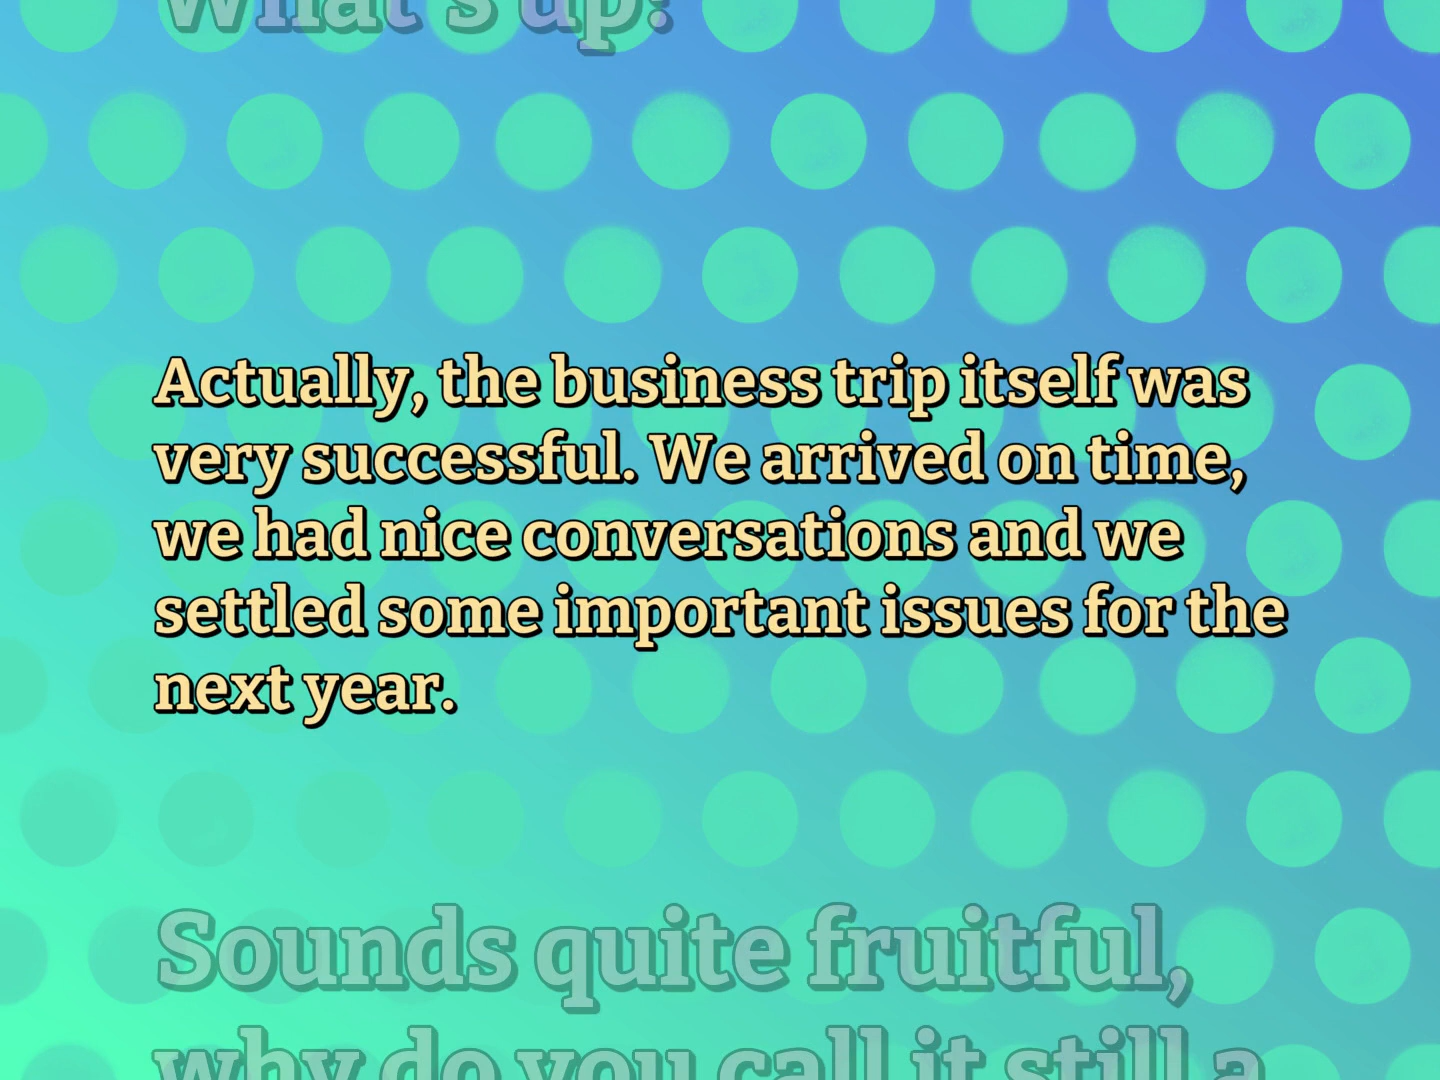 What's up?
Actually, the business trip itself was
very successful. We arrived on time,
we had nice conversations and we
settled some important issues for the
next year.
Sounds quite fruitful,
why do you call it still a